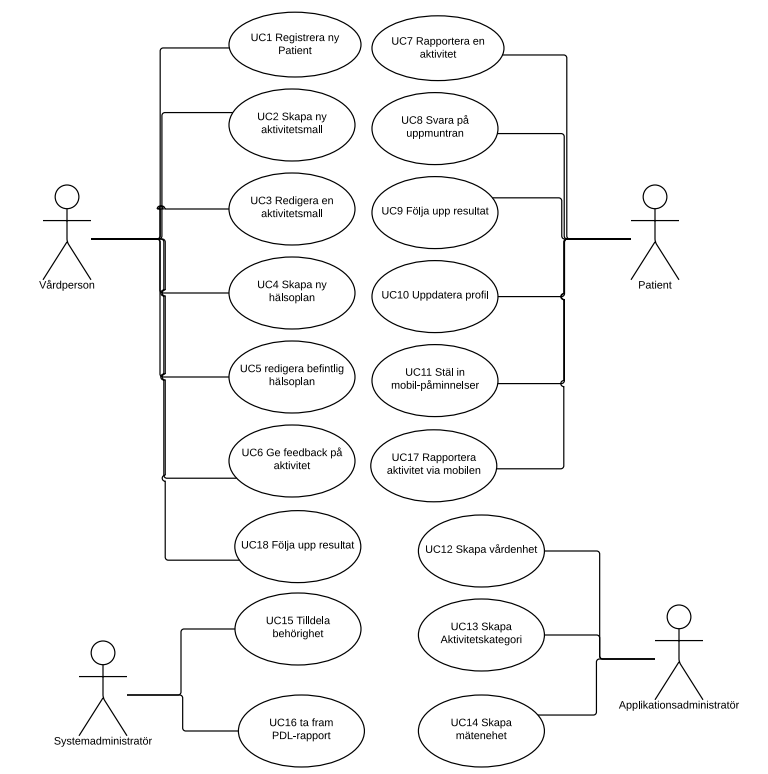 UC1 Registrera ny
Patient
UC7 Rapportera en
aktivitet
UC2 Skapa ny
aktivitetsmall
UC8 Svara på
uppmuntran
UC3 Redigera en
aktivitetsmall
UC9 Följa upp resultat
Vårdperson
Patient
UC4 Skapa ny
hälsoplan
UC10 Uppdatera profil
UC5 redigera befintlig
hälsoplan
UC11 Stäl in
mobil-påminnelser
UC6 Ge feedback på
aktivitet
UC17 Rapportera
aktivitet via mobilen
UC18 Följa upp resultat
UC12 Skapa vårdenhet
UC15 Tilldela
behörighet
UC13 Skapa
Aktivitetskategori
Applikationsadministratör
Systemadministratör
UC16 ta fram
PDL-rapport
UC14 Skapa
mätenehet